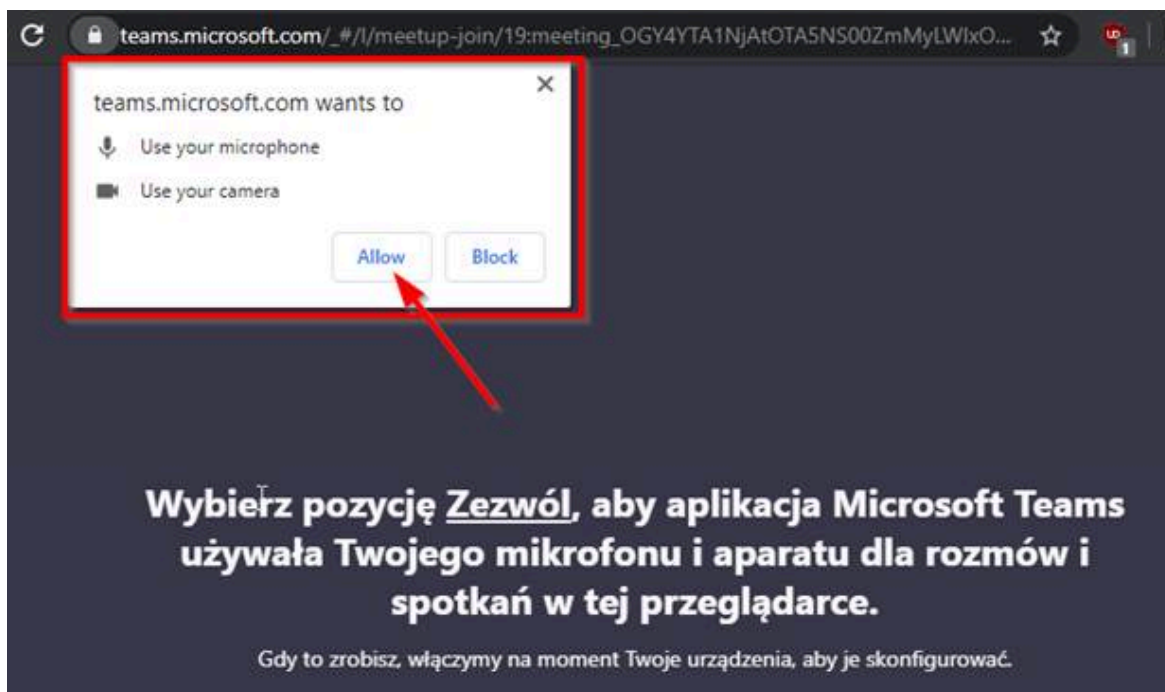 teams.microsoft.com/_#/l/meetup-join/19:meeting_OGY4YTA1NjAtOTA5NS00ZmMyLWIxO...
1
teams.microsoft.com wants to
Use your microphone
Use your camera
Allow
Block
Wybierz pozycję Zezwól, aby aplikacja Microsoft Teams
używała Twojego mikrofonu i aparatu dla rozmów i
spotkań w tej przeglądarce.
Gdy to zrobisz, włączymy na moment Twoje urządzenia, aby je skonfigurować.